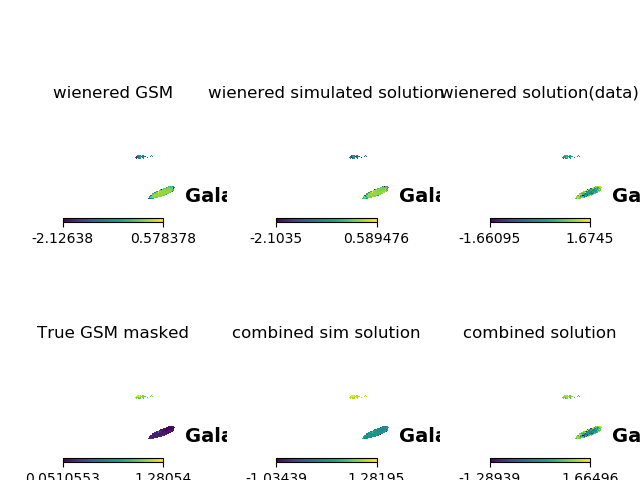 wienered GSM wienered simulated solution wienered solution(data)
Gala Gala Ga
-2.12638 0.578378 -2.1035 0.589476 -1.66095 1.6745
True GSM masked combined sim solution combined solution
Gala Gala Ga
0.0510553 1.28054 -1.03439 1.28195 -1.28939 1.66496